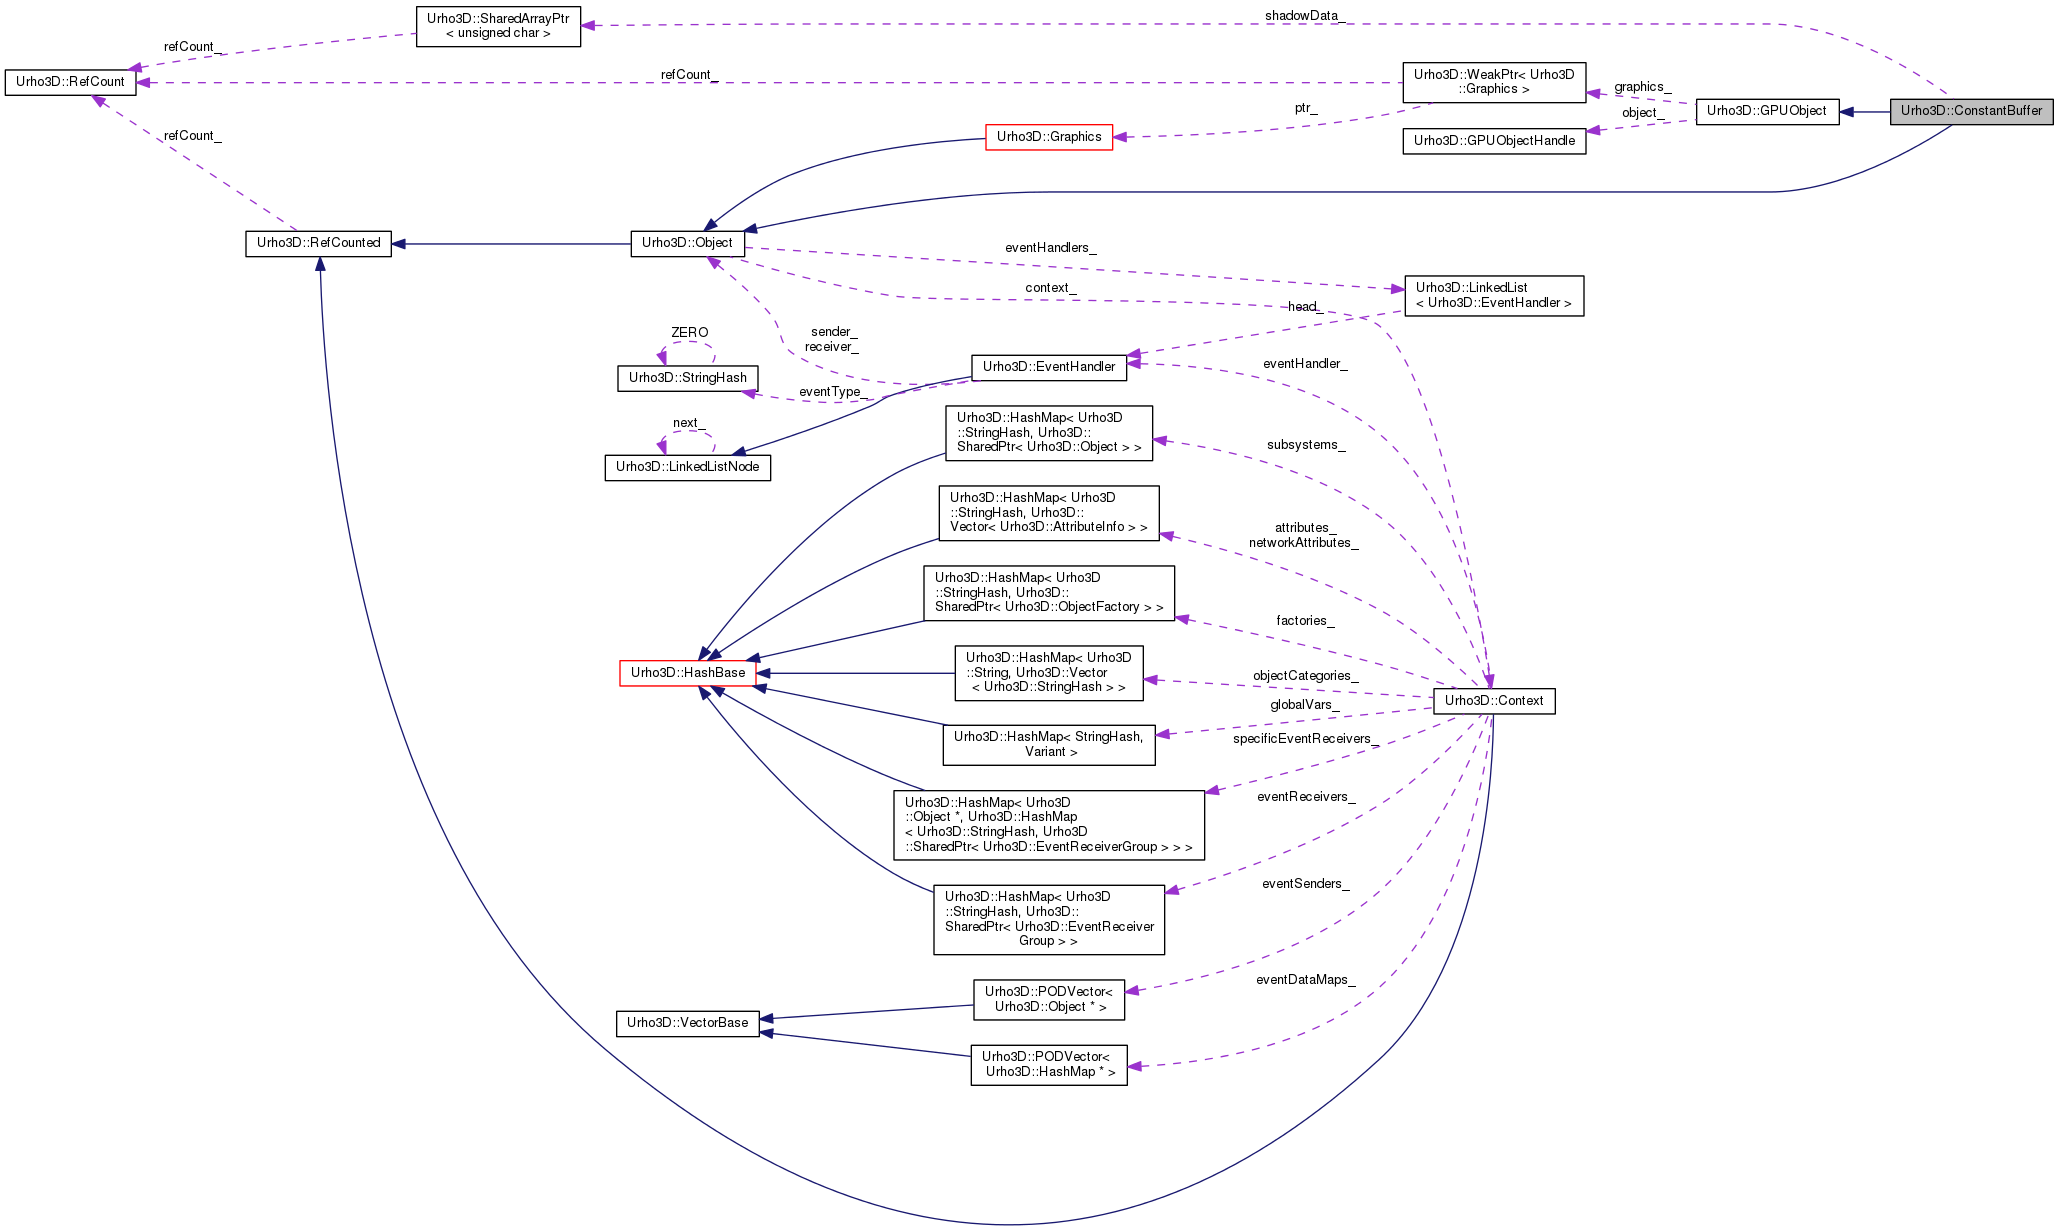 Urho3D::SharedArrayPtr
< unsigned char >
shadowData_
refCount_
Urho3D::RefCount
refCount_
Urho3D::WeakPtr< Urho3D
::Graphics >
graphics_
Urho3D::GPUObject
Urho3D::ConstantBuffer
ptr_
object_
refCount_
Urho3D::Graphics
Urho3D::GPUObjectHandle
Urho3D::RefCounted
Urho3D::Object
eventHandlers_
context_
Urho3D::LinkedList
< Urho3D::EventHandler >
head_
sender_
receiver_
ZERO
Urho3D::StringHash
Urho3D::EventHandler
eventHandler_
eventType_
next_
Urho3D::LinkedListNode
Urho3D::HashMap< Urho3D
::StringHash, Urho3D::
SharedPtr< Urho3D::Object > >
subsystems_
Urho3D::HashMap< Urho3D
::StringHash, Urho3D::
Vector< Urho3D::AttributeInfo > >
attributes_
networkAttributes_
Urho3D::HashMap< Urho3D
::StringHash, Urho3D::
SharedPtr< Urho3D::ObjectFactory > >
factories_
Urho3D::HashBase
Urho3D::HashMap< Urho3D
::String, Urho3D::Vector
< Urho3D::StringHash > >
objectCategories_
Urho3D::Context
globalVars_
Urho3D::HashMap< StringHash,
Variant >
specificEventReceivers_
Urho3D::HashMap< Urho3D
::Object *, Urho3D::HashMap
< Urho3D::StringHash, Urho3D
::SharedPtr< Urho3D::EventReceiverGroup > > >
eventReceivers_
Urho3D::HashMap< Urho3D
::StringHash, Urho3D::
SharedPtr< Urho3D::EventReceiver
Group > >
eventSenders_
Urho3D::PODVector<
Urho3D::Object * >
eventDataMaps_
Urho3D::VectorBase
Urho3D::PODVector<
Urho3D::HashMap * >